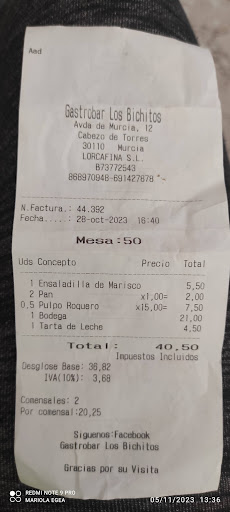 Aad
Gastrobar Los Bichitos
Avda de Murcia, 12
Cabezo de Torres
30110 Murcia
LORCAFINA S.L.
B73772543
868970948-691427878
N.Factura.: 44.392
Fecha....: 28-oct-2023 16:40
Mesa:50
Uds Concepto Precio Total
1 Ensaladilla de Marisco 5,50
2 Pan x1,00= 2,00
0,5 Pulpo Roquero x15,00= 7,50
1 Bodega 21,00
1 Tarta de Leche 4,50
Total: 40,50
Impuestos Incluidos
Desglose Base: 36,82
IVA(10%): 3,68
Comensales: 2
Por comensal:20,25
Siguenos:Facebook
Gastrobar Los Bichitos
Gracias por su Visita
REDMI NOTE 9 PRO
MARIOLA EGEA
05/11/2023 13:36